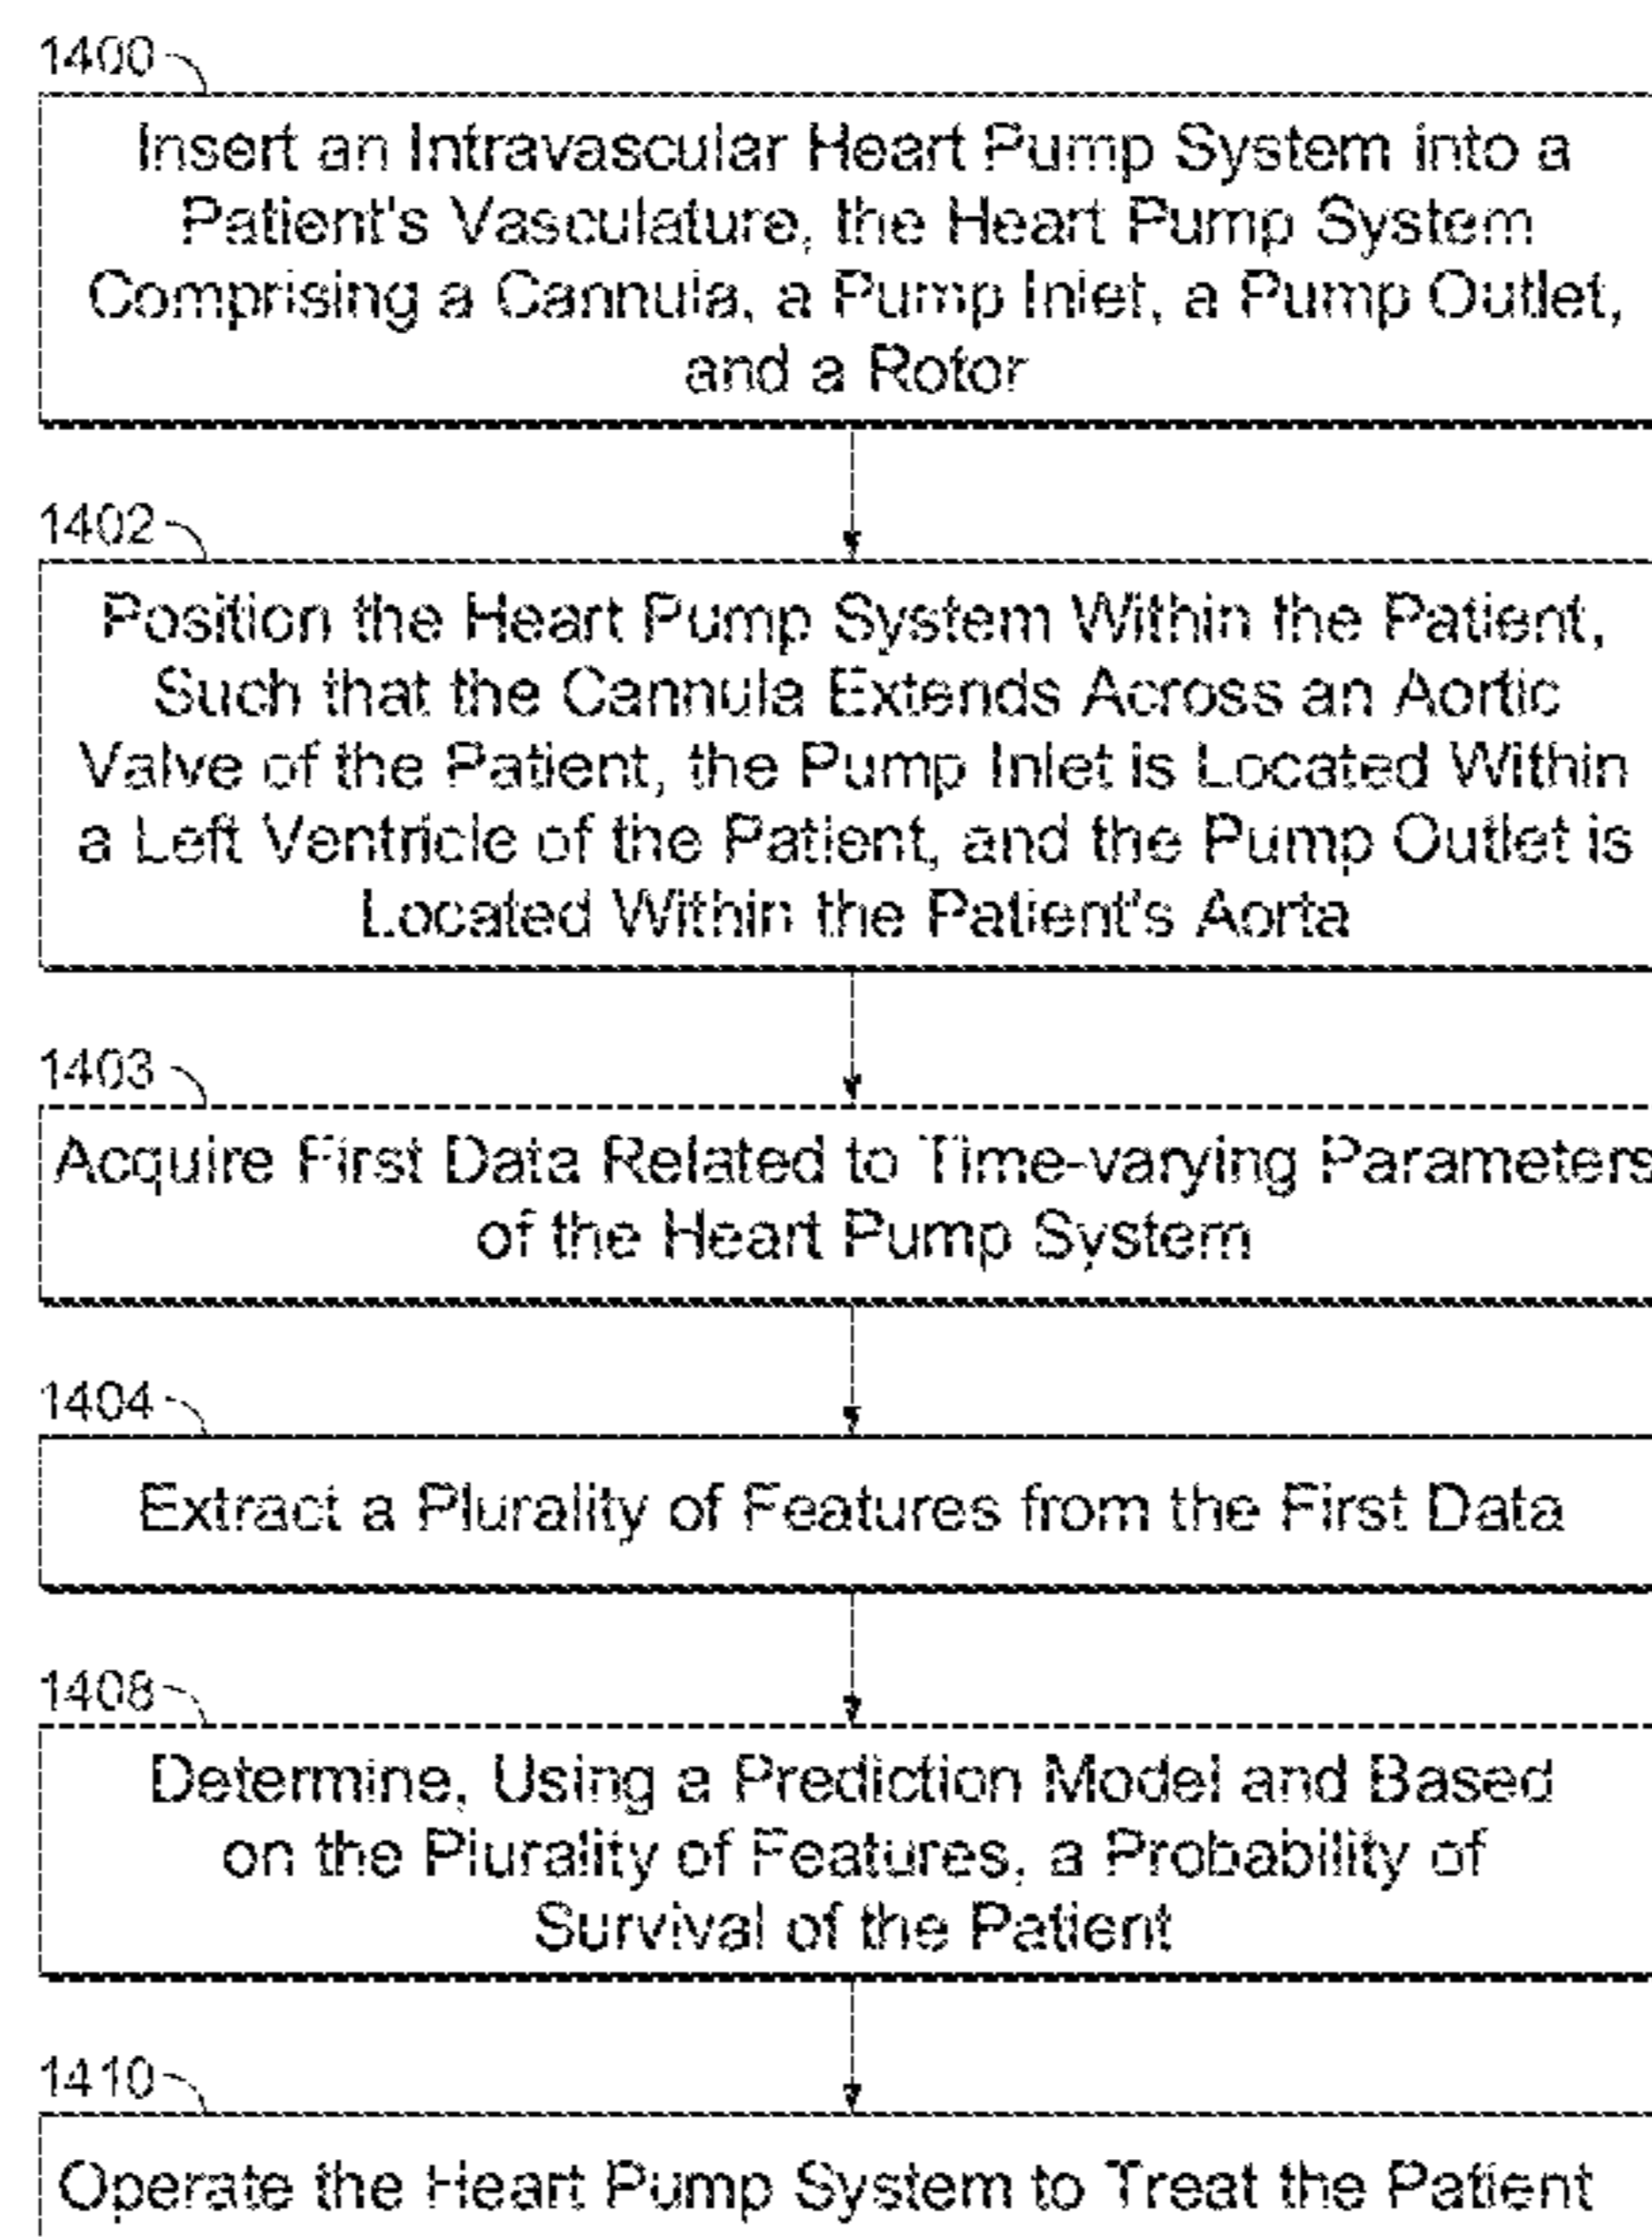 1400
Insert an Intravascular Heart Pump System into a
Patient's Vasculature, the Heart Pump System
Comprising a Cannula, a Pump Inlet, a Pump Outlet,
and a Rotor
1402
Position the Heart Pump System Within the Patient,
Such that the Cannula Extends Across an Aortic
Valve of the Patient, the Pump Inlet is Located Within
a Left Ventricle of the Patient, and the Pump Outlet is
Located Within the Patient's Aorta
1403
Acquire First Data Related to Time-varying Parameters
of the Heart Pump System
1404
Extract a Plurality of Features from the First Data
1408
Determine, Using a Prediction Model and Based
on the Plurality of Features, a Probability of
Survival of the Patient
1410
Operate the Heart Pump System to Treat the Patient